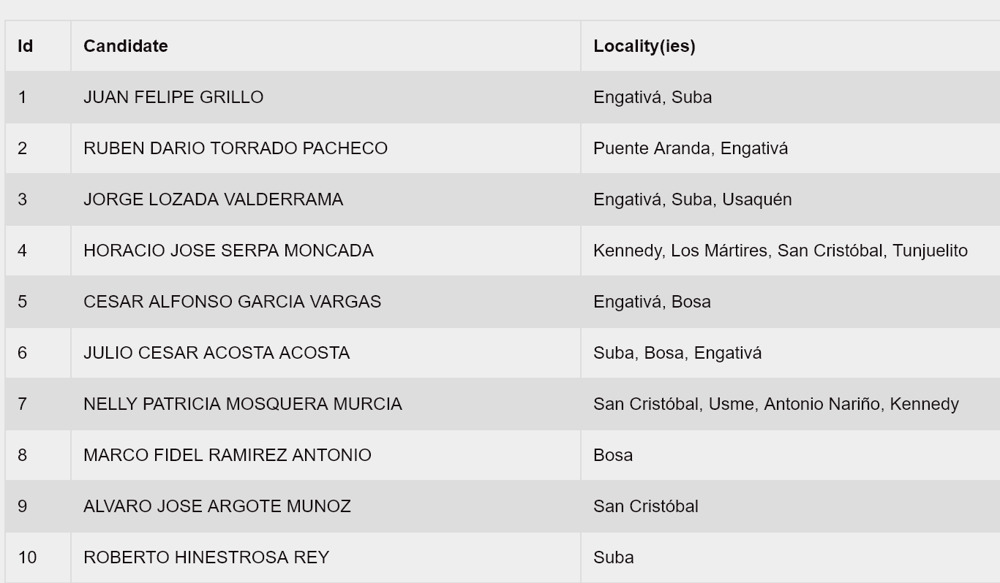 Id Candidate Locality(ies)
1 JUAN FELIPE GRILLO Engativá, Suba
2 RUBEN DARIO TORRADO PACHECO Puente Aranda, Engativá
3 JORGE LOZADA VALDERRAMA Engativá, Suba, Usaquén
4 HORACIO JOSE SERPA MONCADA Kennedy, Los Mártires, San Cristóbal, Tunjuelito
5 CESAR ALFONSO GARCIA VARGAS Engativá, Bosa
6 JULIO CESAR ACOSTA ACOSTA Suba, Bosa, Engativá
7 NELLY PATRICIA MOSQUERA MURCIA San Cristóbal, Usme, Antonio Nariño, Kennedy
8 MARCO FIDEL RAMIREZ ANTONIO Bosa
9 ALVARO JOSE ARGOTE MUNOZ San Cristóbal
10 ROBERTO HINESTROSA REY Suba